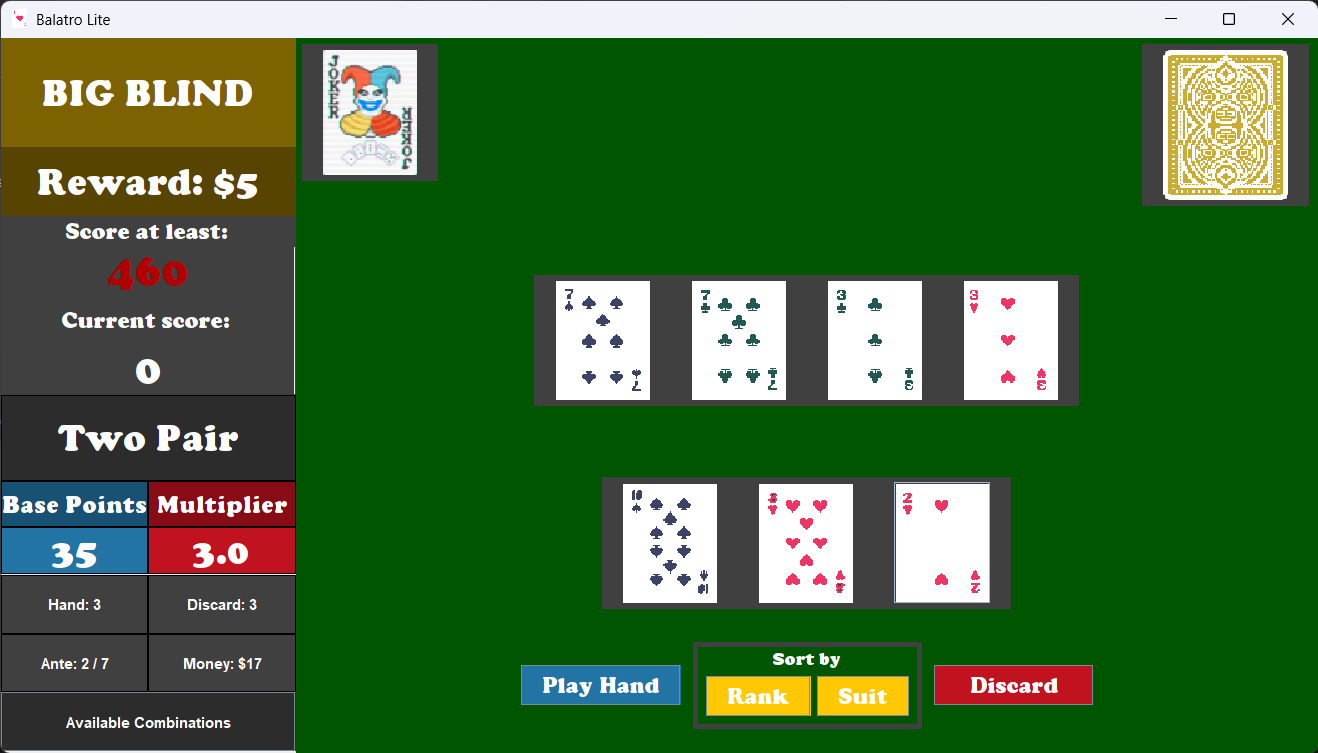 Balatro Lite
BIG BLIND
Reward: $5
Score at least:
460
Current score:
0
Two Pair
Base Points
Multiplier
35
3.0
Hand: 3
Discard: 3
Ante: 2 / 7
Money: $17
Available Combinations
JOKER
JOKER
7
7
7
7
3
3
3
3
10
10
8
8
2
2
Play Hand
Sort by
Rank
Suit
Discard